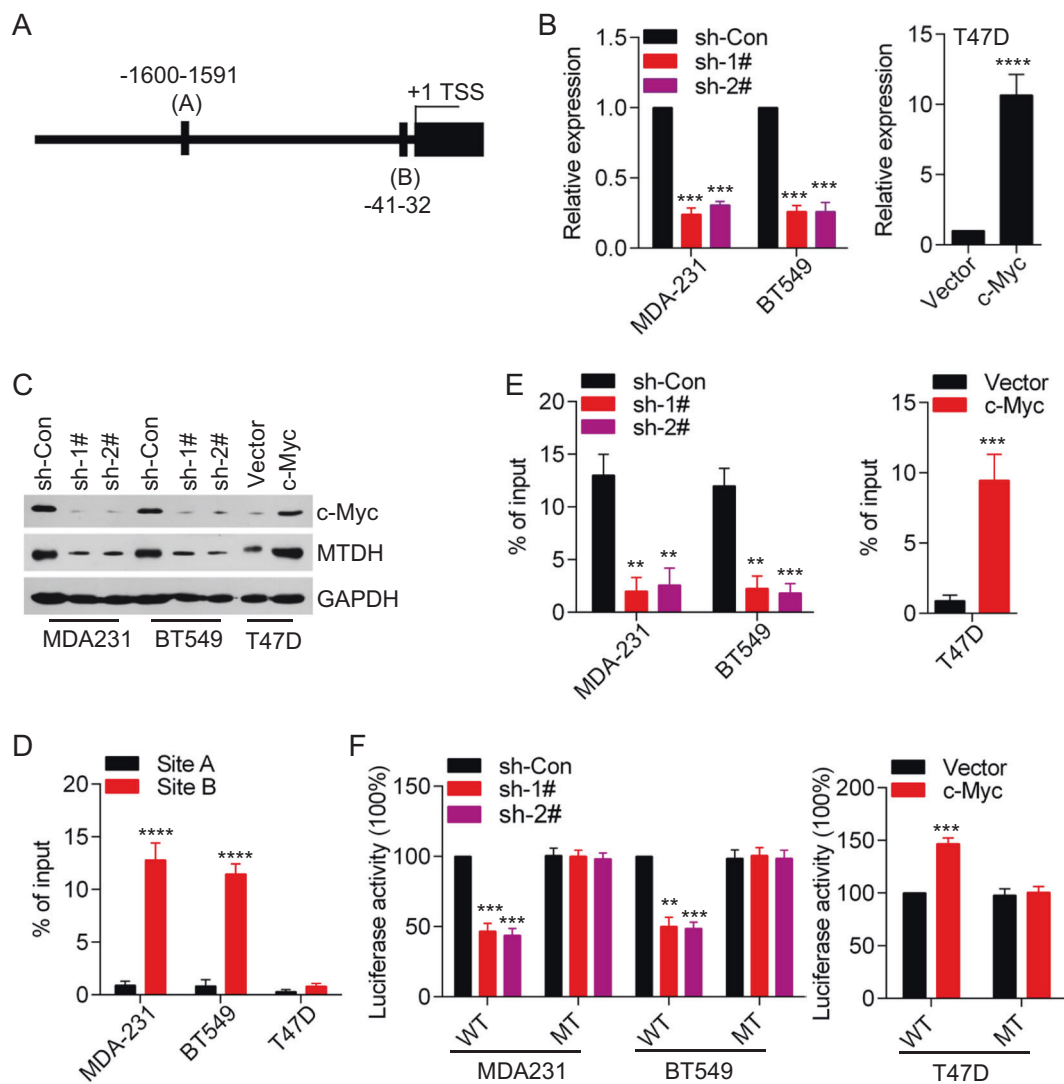 A
-1600-1591
(A)
+1 TSS
(B)
-41-32
B
sh-Con
sh-1#
sh-2#
Relative expression
1.5
1.0
0.5
0.0
*** *** *** ***
MDA-231
BT549
T47D
Relative expression
15
10
5
0
****
Vector
c-Myc
C
sh-Con
sh-1#
sh-2#
sh-Con
sh-1#
sh-2#
Vector
c-Myc
c-Myc
MTDH
GAPDH
MDA231 BT549 T47D
E
sh-Con
sh-1#
sh-2#
% of input
20
15
10
5
0
** ** ** ***
MDA-231
BT549
Vector
c-Myc
% of input
15
10
5
0
***
T47D
D
Site A
Site B
% of input
20
15
10
5
0
**** ****
MDA-231
BT549
T47D
F
sh-Con
sh-1#
sh-2#
Luciferase activity (100%)
150
100
50
0
*** *** ** ***
WT MT WT MT
MDA231 BT549
Vector
c-Myc
Luciferase activity (100%)
200
150
100
50
0
***
WT MT
T47D